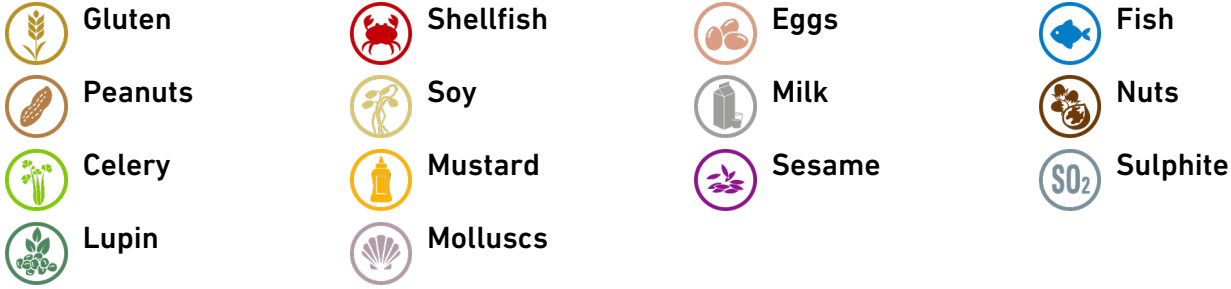 Gluten
Shellfish
Eggs
Fish
Peanuts
Soy
Milk
Nuts
Celery
Mustard
Sesame
SO2
Sulphite
Lupin
Molluscs